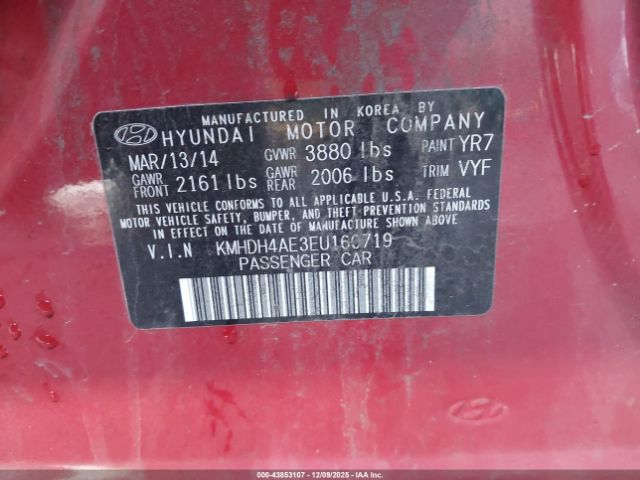 MANUFACTURED IN KOREA BY
HYUNDAI MOTOR COMPANY
MAR/13/14 GVWR 3880 lbs PAINT YR7
GAWR FRONT 2161 lbs GAWR REAR 2006 lbs TRIM VYF
THIS VEHICLE CONFORMS TO ALL APPLICABLE U.S.A. FEDERAL
MOTOR VEHICLE SAFETY, BUMPER, AND THEFT PREVENTION STANDARDS
IN EFFECT ON THE DATE OF MANUFACTURE SHOWN ABOVE.
V.I.N KMHDH4AE3EU160719
PASSENGER CAR
000-43853107 - 12/09/2025 - IAA Inc.